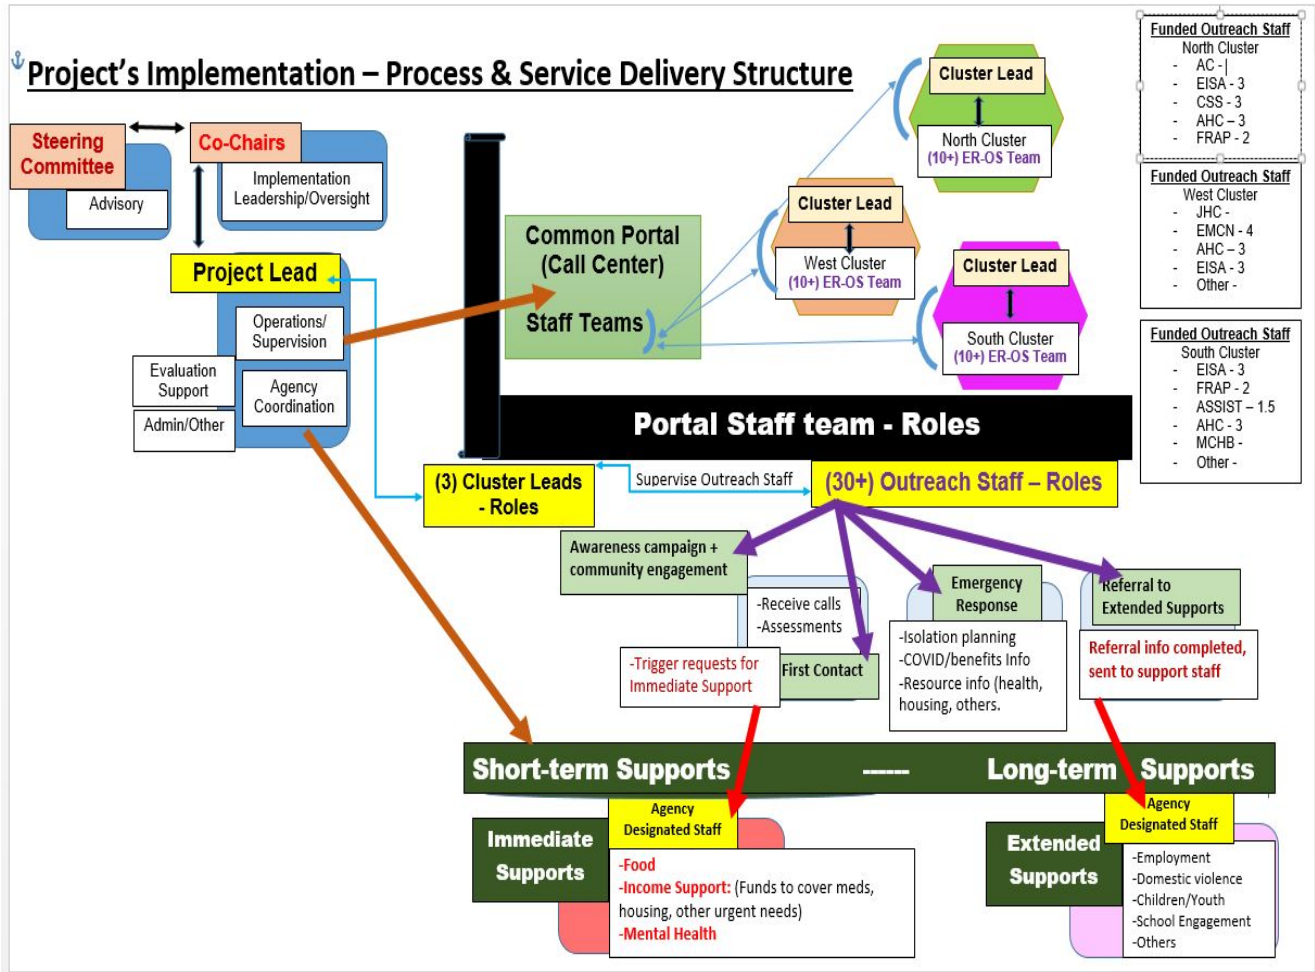 Project's Implementation – Process & Service Delivery Structure
Steering
Committee
Advisory
Co-Chairs
Implementation
Leadership/Oversight
Project Lead
Operations/
Supervision
Evaluation
Support
Agency
Coordination
Admin/Other
Common Portal
(Call Center)
Staff Teams
Cluster Lead
North Cluster
(10+) ER-OS Team
Cluster Lead
West Cluster
(10+) ER-OS Team
Cluster Lead
South Cluster
(10+) ER-OS Team
Funded Outreach Staff
North Cluster
- AC -
- EISA - 3
- CSS - 3
- AHC – 3
- FRAP - 2
Funded Outreach Staff
West Cluster
- JHC -
- EMCN - 4
- AHC – 3
- EISA - 3
- Other -
Funded Outreach Staff
South Cluster
- EISA - 3
- FRAP - 2
- ASSIST – 1.5
- AHC - 3
- MCHB -
- Other -
Portal Staff team - Roles
(3) Cluster Leads
- Roles
Supervise Outreach Staff
(30+) Outreach Staff – Roles
Awareness campaign +
community engagement
-Receive calls
-Assessments
First Contact
-Trigger requests for
Immediate Support
Emergency
Response
-Isolation planning
-COVID/benefits Info
-Resource info (health,
housing, others.
Referral to
Extended Supports
Referral info completed,
sent to support staff
Short-term Supports ------ Long-term Supports
Immediate
Supports
Agency
Designated Staff
-Food
-Income Support: (Funds to cover meds,
housing, other urgent needs)
-Mental Health
Extended
Supports
Agency
Designated Staff
-Employment
-Domestic violence
-Children/Youth
-School Engagement
-Others